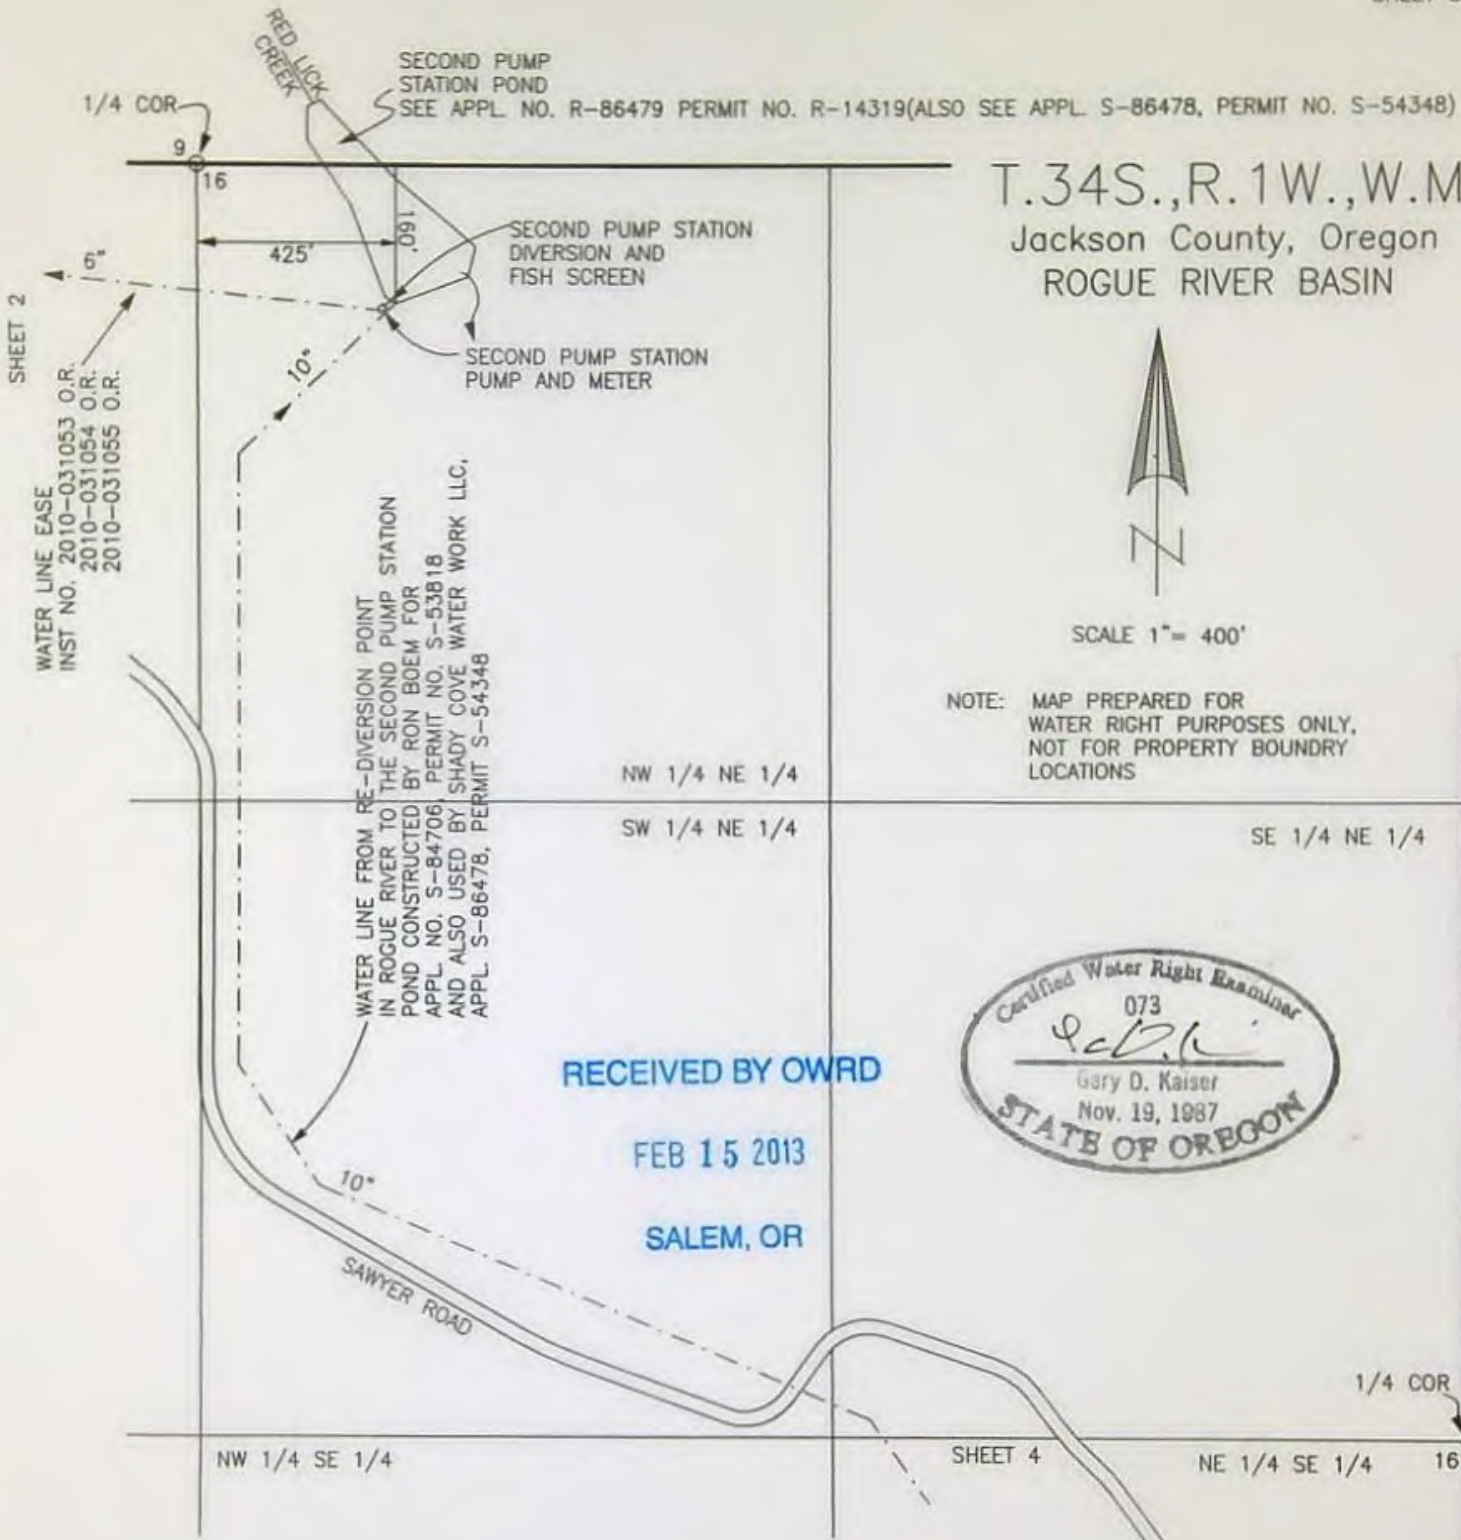 RED LICK
CREEK
SECOND PUMP
STATION POND
SEE APPL. NO. R-86479 PERMIT NO. R-14319(ALSO SEE APPL. S-86478, PERMIT NO. S-54348)
1/4 COR
9
16
T.34S.,R.1W.,W.M
Jackson County, Oregon
ROGUE RIVER BASIN
425'
160'
SECOND PUMP STATION
DIVERSION AND
FISH SCREEN
6"
SHEET 2
10"
SECOND PUMP STATION
PUMP AND METER
WATER LINE EASE
INST NO. 2010-031053 O.R.
2010-031054 O.R.
2010-031055 O.R.
N
SCALE 1"= 400'
NOTE: MAP PREPARED FOR
WATER RIGHT PURPOSES ONLY,
NOT FOR PROPERTY BOUNDRY
LOCATIONS
WATER LINE FROM RE-DIVERSION POINT
IN ROGUE RIVER TO THE SECOND PUMP STATION
POND CONSTRUCTED BY RON BOEM FOR
APPL. NO. S-84706, PERMIT NO. S-53818
AND ALSO USED BY SHADY COVE WATER WORK LLC,
APPL. S-86478, PERMIT S-54348
NW 1/4 NE 1/4
SW 1/4 NE 1/4
SE 1/4 NE 1/4
Certified Water Right Examiner
073
Gary D. Kaiser
Nov. 19, 1987
STATE OF OREGON
RECEIVED BY OWRD
FEB 15 2013
SALEM, OR
10"
SAWYER ROAD
1/4 COR
NW 1/4 SE 1/4
SHEET 4
NE 1/4 SE 1/4
16